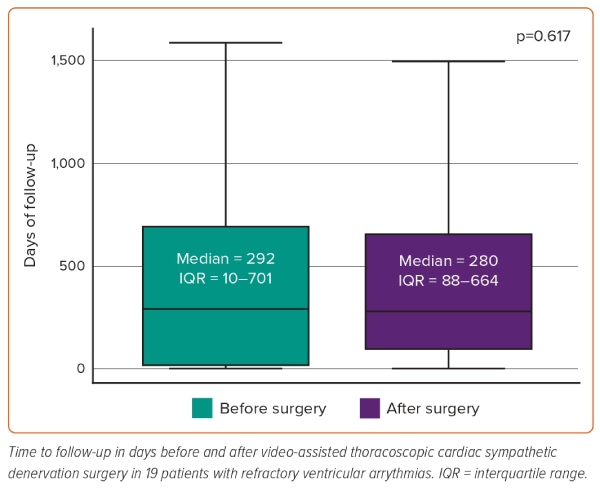 p=0.617
1,500
1,000
500
0
Days of follow-up
Median = 292
IQR = 10–701
Median = 280
IQR = 88–664
Before surgery
After surgery
Time to follow-up in days before and after video-assisted thoracoscopic cardiac sympathetic
denervation surgery in 19 patients with refractory ventricular arrythmias. IQR = interquartile range.